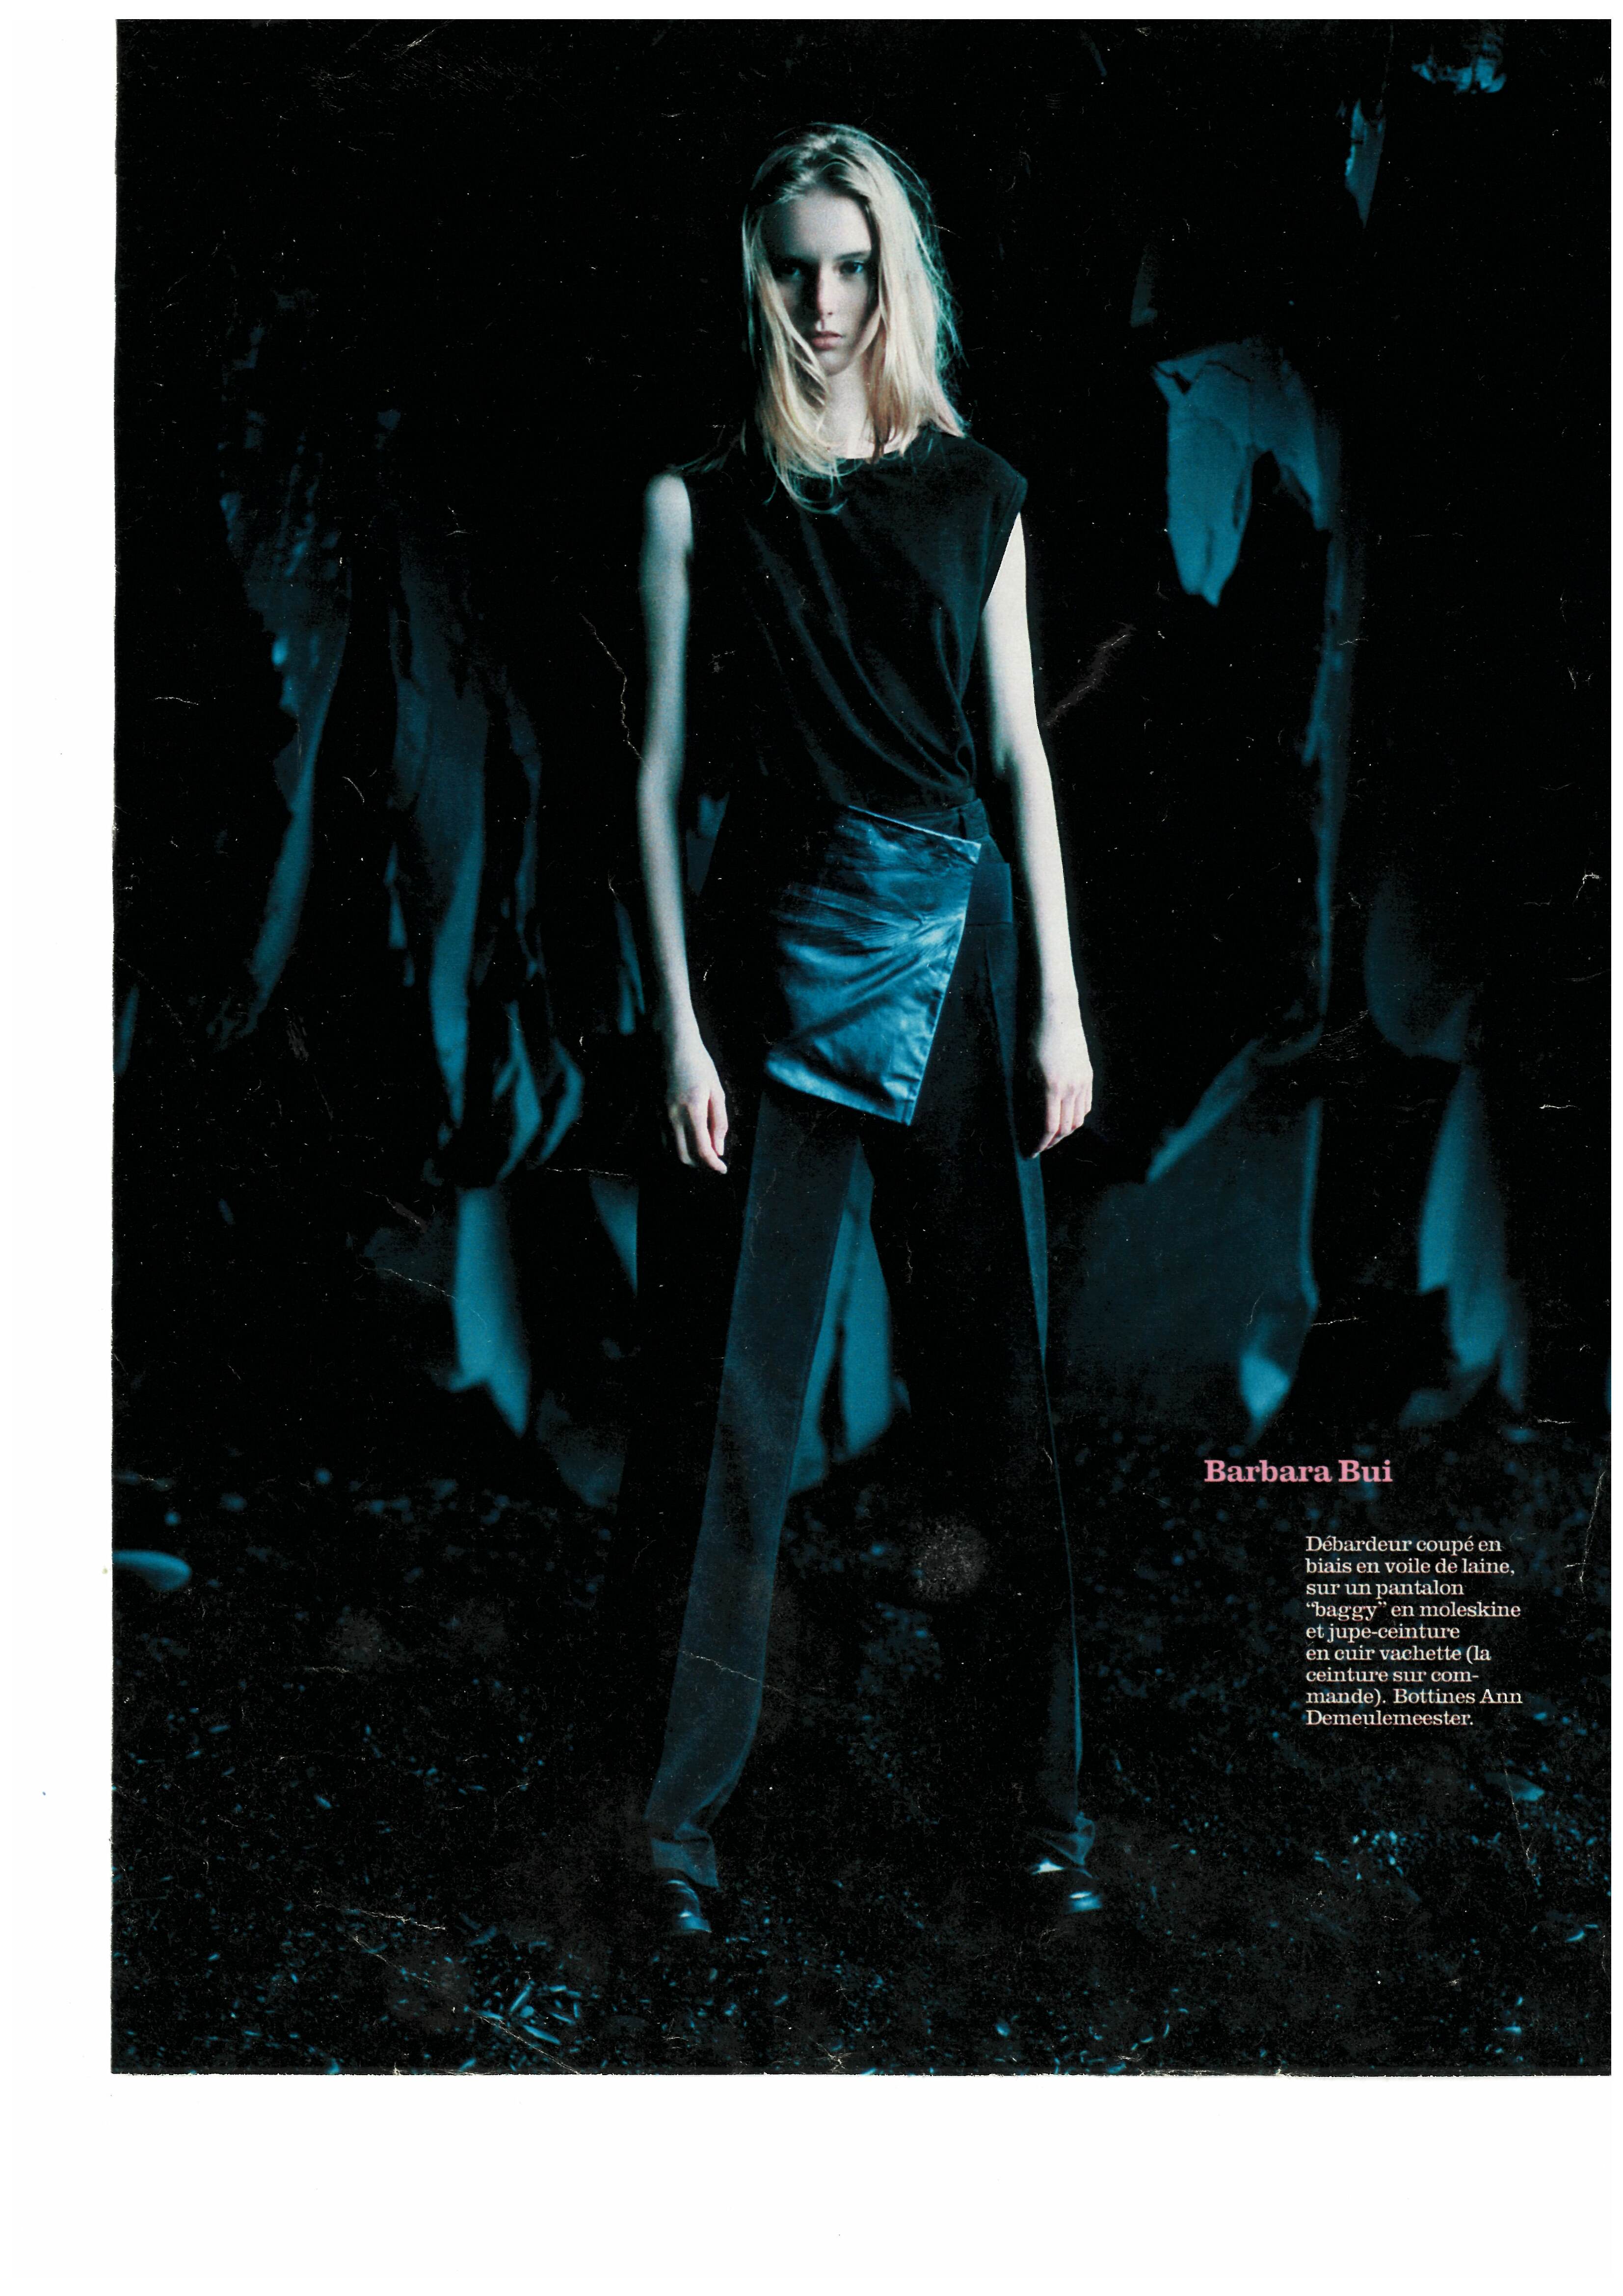 Barbara Bui
Débardeur coupé en
biais en voile de laine,
sur un pantalon
“baggy” en moleskine
et jupe-ceinture
en cuir vachette (la
ceinture sur com-
mande). Bottines Ann
Demeulemeester.